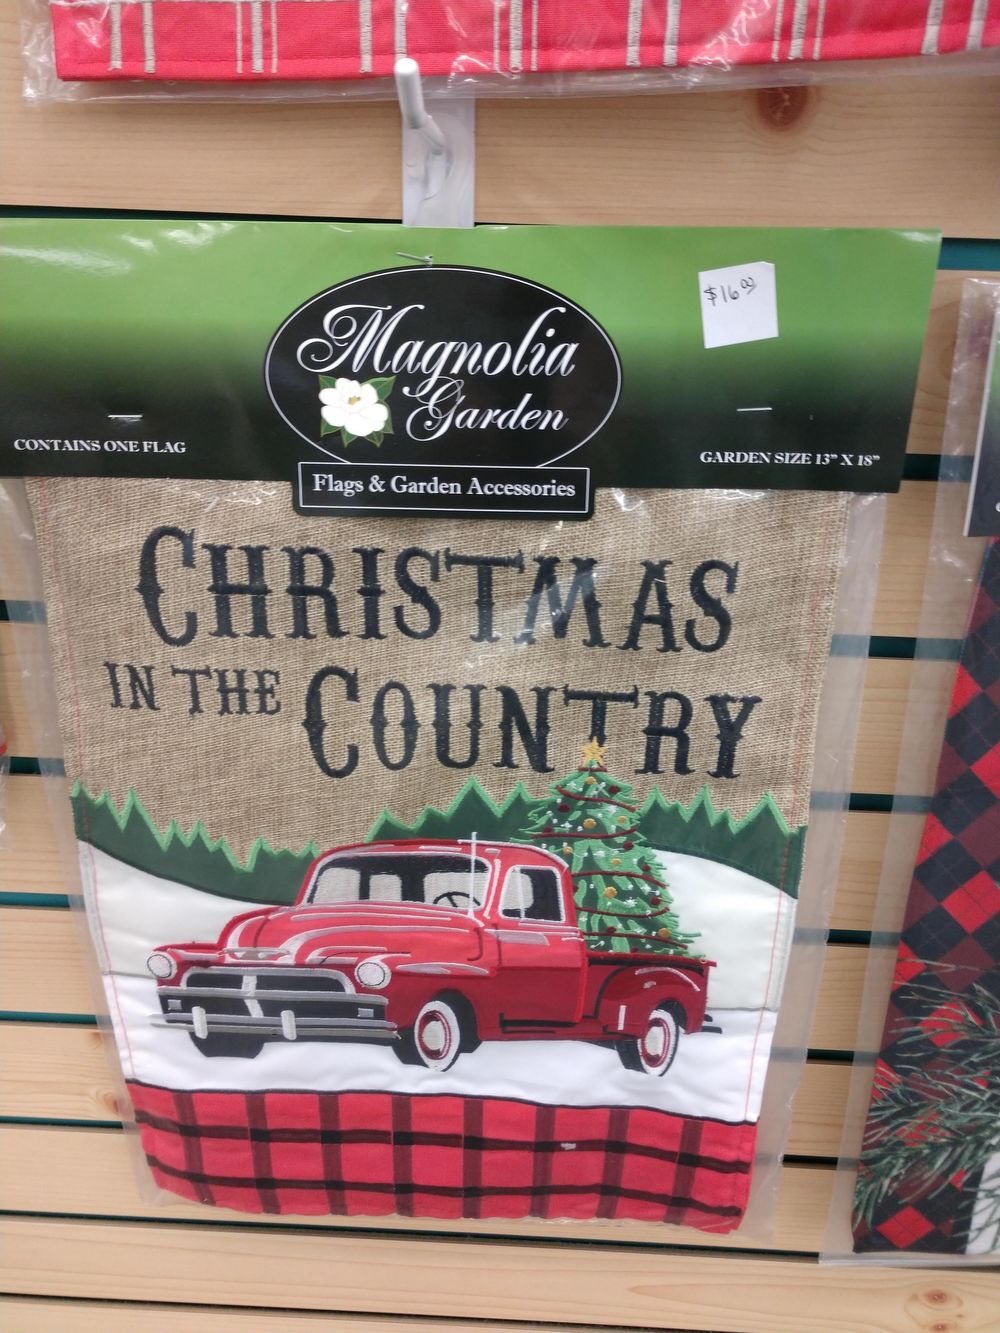 Magnolia
Garden
$16.00
CONTAINS ONE FLAG
GARDEN SIZE 13" X 18"
Flags & Garden Accessories
CHRISTMAS
IN THE COUNTRY